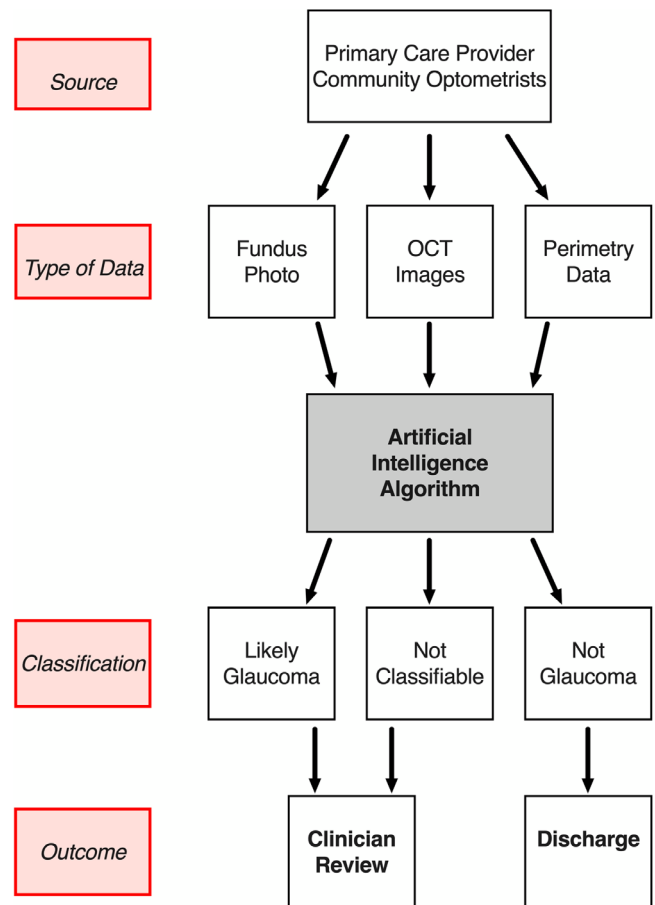 Source
Primary Care Provider
Community Optometrists
Type of Data
Fundus
Photo
OCT
Images
Perimetry
Data
Artificial
Intelligence
Algorithm
Classification
Likely
Glaucoma
Not
Classifiable
Not
Glaucoma
Outcome
Clinician
Review
Discharge